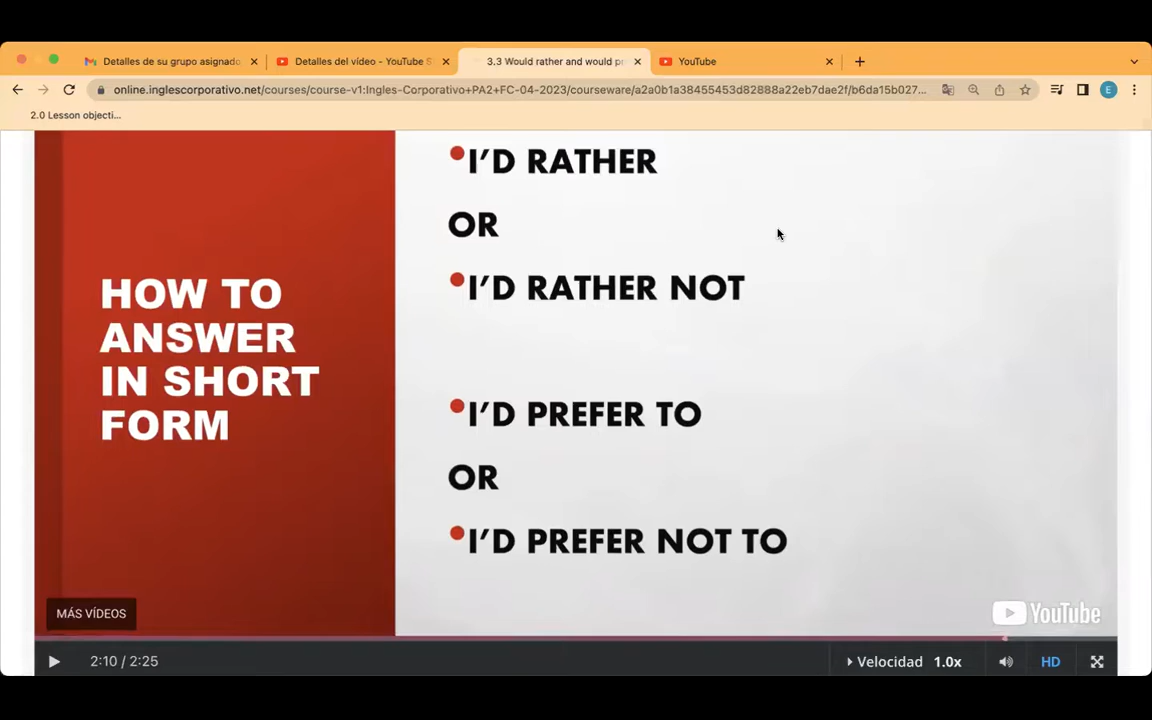 Detalles de su grupo asignado
Detalles del vídeo - YouTube S
3.3 Would rather and would pr
YouTube
online.inglescorporativo.net/courses/course-v1:Ingles-Corporativo+PA2+FC-04-2023/courseware/a2a0b1a38455453d82888a22eb7dae2f/b6da15b027...
E
2.0 Lesson objecti...
HOW TO
ANSWER
IN SHORT
FORM
•I'D RATHER
OR
•I'D RATHER NOT
•I'D PREFER TO
OR
•I'D PREFER NOT TO
MÁS VÍDEOS
YouTube
2:10 / 2:25
Velocidad 1.0x
HD